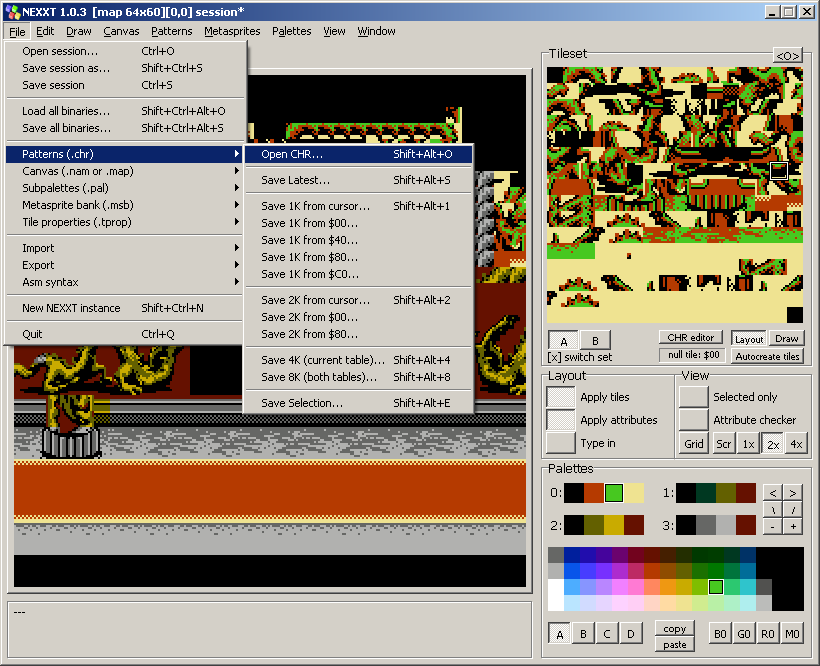 NEXXT 1.0.3 [map 64x60][0,0] session*
File Edit Draw Canvas Patterns Metasprites Palettes View Window
Open session... Ctrl+O
Save session as... Shift+Ctrl+S
Save session Ctrl+S
Load all binaries... Shift+Ctrl+Alt+O
Save all binaries... Shift+Ctrl+Alt+S
Patterns (.chr)
Canvas (.nam or .map)
Subpalettes (.pal)
Metasprite bank (.msb)
Tile properties (.tprop)
Import
Export
Asm syntax
New NEXXT instance Shift+Ctrl+N
Quit Ctrl+Q
Open CHR... Shift+Alt+O
Save Latest... Shift+Alt+S
Save 1K from cursor... Shift+Alt+1
Save 1K from $00...
Save 1K from $40...
Save 1K from $80...
Save 1K from $C0...
Save 2K from cursor... Shift+Alt+2
Save 2K from $00...
Save 2K from $80...
Save 4K (current table)... Shift+Alt+4
Save 8K (both tables)... Shift+Alt+8
Save Selection... Shift+Alt+E
---
Tileset <O>
A B CHR editor Layout Draw
[x] switch set null tile: $00 Autocreate tiles
Layout View
Apply tiles Selected only
Apply attributes Attribute checker
Type in Grid Scr 1x 2x 4x
Palettes
0: 1: < >
\ /
2: 3: - +
A B C D copy B0 G0 R0 M0
paste